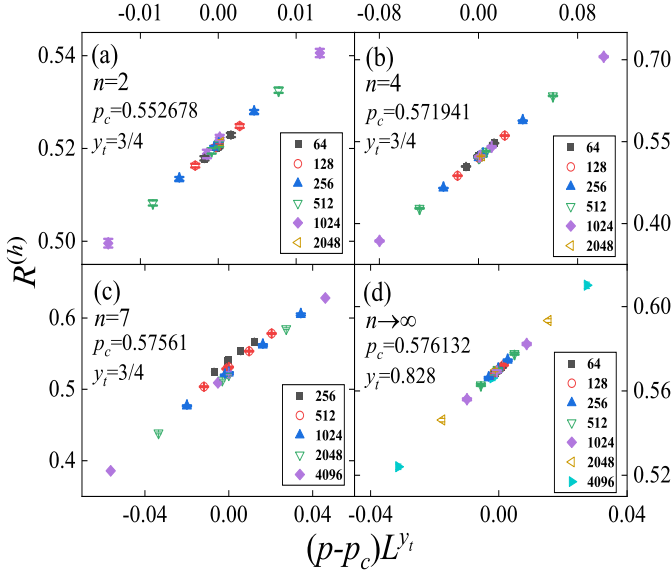 -0.01 0.00 0.01 -0.08 0.00 0.08
(a) (b)
n=2 n=4
p_c=0.552678 p_c=0.571941
y_t=3/4 y_t=3/4
0.54 0.70
0.52 0.55
0.50 0.40
64 64
128 128
256 256
512 512
1024 1024
2048 2048
R^(h)
(c) (d)
n=7 n→∞
p_c=0.57561 p_c=0.576132
y_t=3/4 y_t=0.828
0.6 0.60
0.5 0.56
0.4 0.52
256 64
512 128
1024 256
2048 512
4096 1024
2048
4096
-0.04 0.00 0.04 -0.04 0.00 0.04
(p-p_c)L^{y_t}